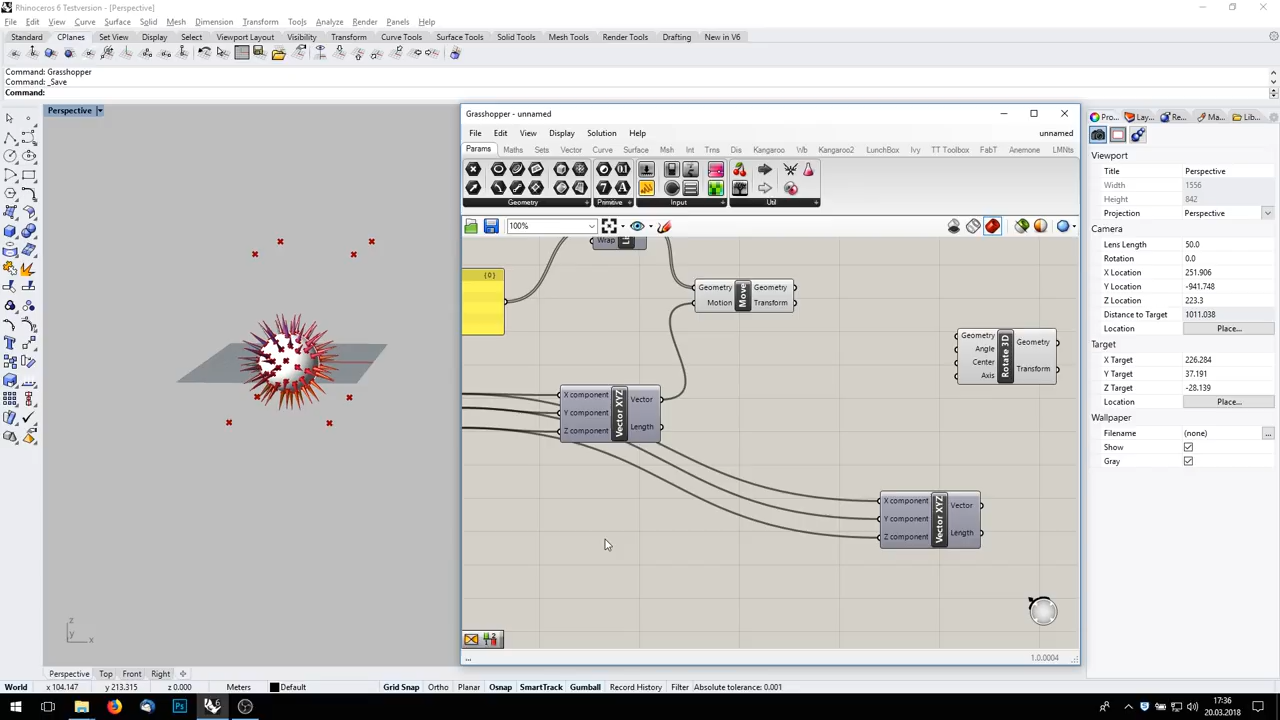 Rhinoceros 6 Testversion - [Perspective]
File Edit View Curve Surface Solid Mesh Dimension Transform Tools Analyze Render Panels Help
Standard CPlanes Set View Display Select Viewport Layout Visibility Transform Curve Tools Surface Tools Solid Tools Mesh Tools Render Tools Drafting New in V6
Command: Grasshopper
Command: _Save
Command:
Perspective
Grasshopper - unnamed
File Edit View Display Solution Help unnamed
Params Maths Sets Vector Curve Surface Msh Int Trns Dis Kangaroo Wb Kangaroo2 LunchBox Ivy TT Toolbox FabT Anemone LMNts
Geometry Primitive Input Util
100%
Wrap
{0}
Geometry Move Geometry
Motion Transform
Geometry Rotate 3D Geometry
Angle
Center Transform
Axis
X component Vector XYZ Vector
Y component
Z component Length
X component Vector XYZ Vector
Y component
Z component Length
... 1.0.0004
Pro... Lay... Re... Ma... Lib...
Viewport
Title Perspective
Width 1556
Height 842
Projection Perspective
Camera
Lens Length 50.0
Rotation 0.0
X Location 251.906
Y Location -941.748
Z Location 223.3
Distance to Target 1011.038
Location Place...
Target
X Target 226.284
Y Target 37.191
Z Target -28.139
Location Place...
Wallpaper
Filename (none) ...
Show
Gray
z
y x
Perspective Top Front Right
World x 104.147 y 213.315 z 0.000 Meters Default Grid Snap Ortho Planar Osnap SmartTrack Gumball Record History Filter Absolute tolerance: 0.001
Ps
17:36
20.03.2018